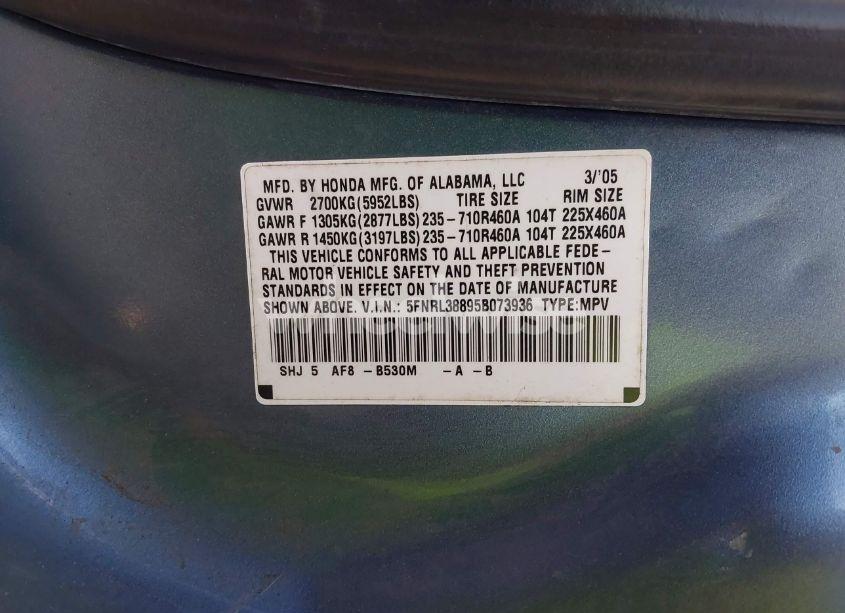 MFD. BY HONDA MFG. OF ALABAMA, LLC 3/'05
GVWR 2700KG(5952LBS) TIRE SIZE RIM SIZE
GAWR F 1305KG(2877LBS) 235-710R460A 104T 225X460A
GAWR R 1450KG(3197LBS) 235-710R460A 104T 225X460A
THIS VEHICLE CONFORMS TO ALL APPLICABLE FEDE-
RAL MOTOR VEHICLE SAFETY AND THEFT PREVENTION
STANDARDS IN EFFECT ON THE DATE OF MANUFACTURE
SHOWN ABOVE. V.I.N.: 5FNRL38895B073936 TYPE:MPV
SHJ 5 AF8 - B530M -A -B